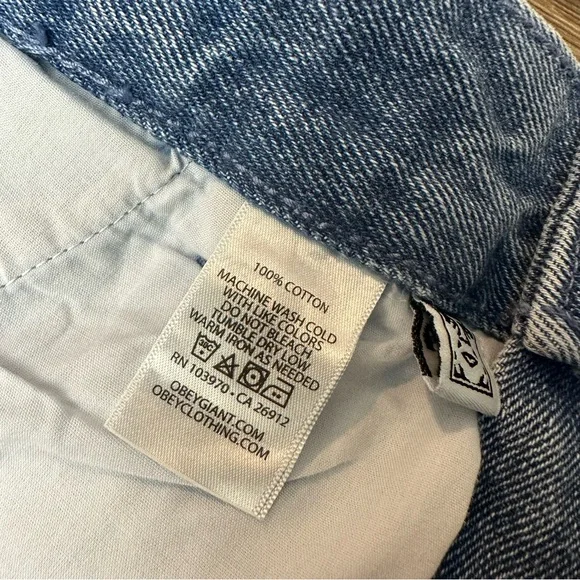 100% COTTON
MACHINE WASH COLD
WITH LIKE COLORS
DO NOT BLEACH
TUMBLE DRY LOW
WARM IRON AS NEEDED
RN 103970 - CA 26912
OBEYGIANT.COM
OBEYCLOTHING.COM